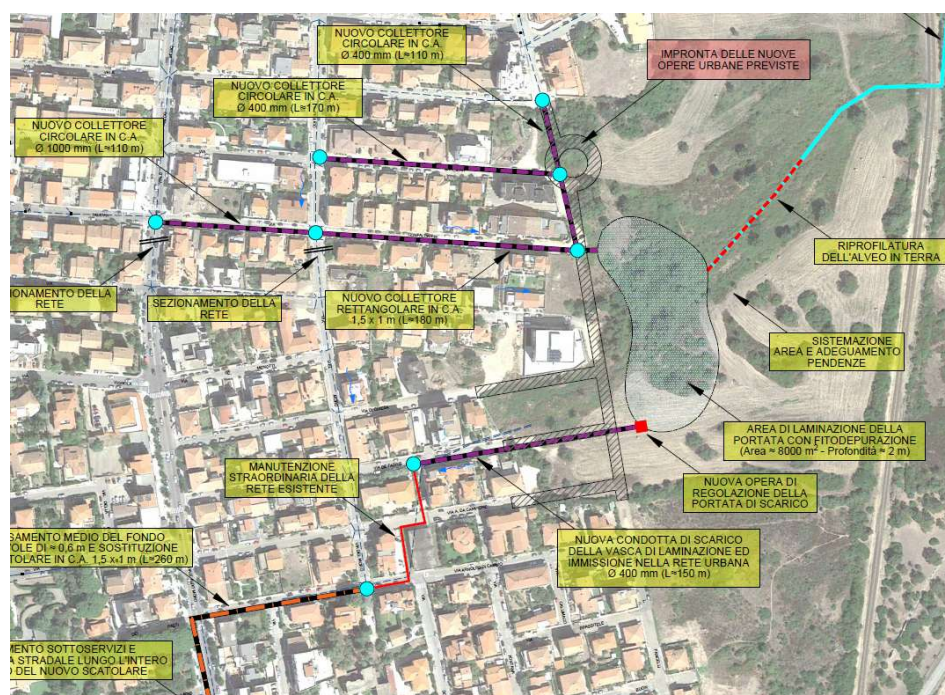 NUOVO COLLETTORE
CIRCOLARE IN C.A.
Ø 400 mm (L≈110 m)
IMPRONTA DELLE NUOVE
OPERE URBANE PREVISTE
NUOVO COLLETTORE
CIRCOLARE IN C.A.
Ø 400 mm (L≈170 m)
NUOVO COLLETTORE
CIRCOLARE IN C.A.
Ø 1000 mm (L≈110 m)
RIPROFILATURA
DELL'ALVEO IN TERRA
ZIONAMENTO DELLA
RETE
SEZIONAMENTO DELLA
RETE
NUOVO COLLETTORE
RETTANGOLARE IN C.A.
1,5 x 1 m (L≈180 m)
SISTEMAZIONE
AREA E ADEGUAMENTO
PENDENZE
AREA DI LAMINAZIONE DELLA
PORTATA CON FITODEPURAZIONE
(Area ≈ 8000 m² - Profondità ≈ 2 m)
MANUTENZIONE
STRAORDINARIA DELLA
RETE ESISTENTE
NUOVA OPERA DI
REGOLAZIONE DELLA
PORTATA DI SCARICO
SAMENTO MEDIO DEL FONDO
TOLE DI ≈ 0,6 m E SOSTITUZIONE
TOLARE IN C.A. 1,5 x 1 m (L≈260 m)
NUOVA CONDOTTA DI SCARICO
DELLA VASCA DI LAMINAZIONE ED
IMMISSIONE NELLA RETE URBANA
Ø 400 mm (L≈150 m)
MENTO SOTTOSERVIZI E
A STRADALE LUNGO L'INTERO
O DEL NUOVO SCATOLARE